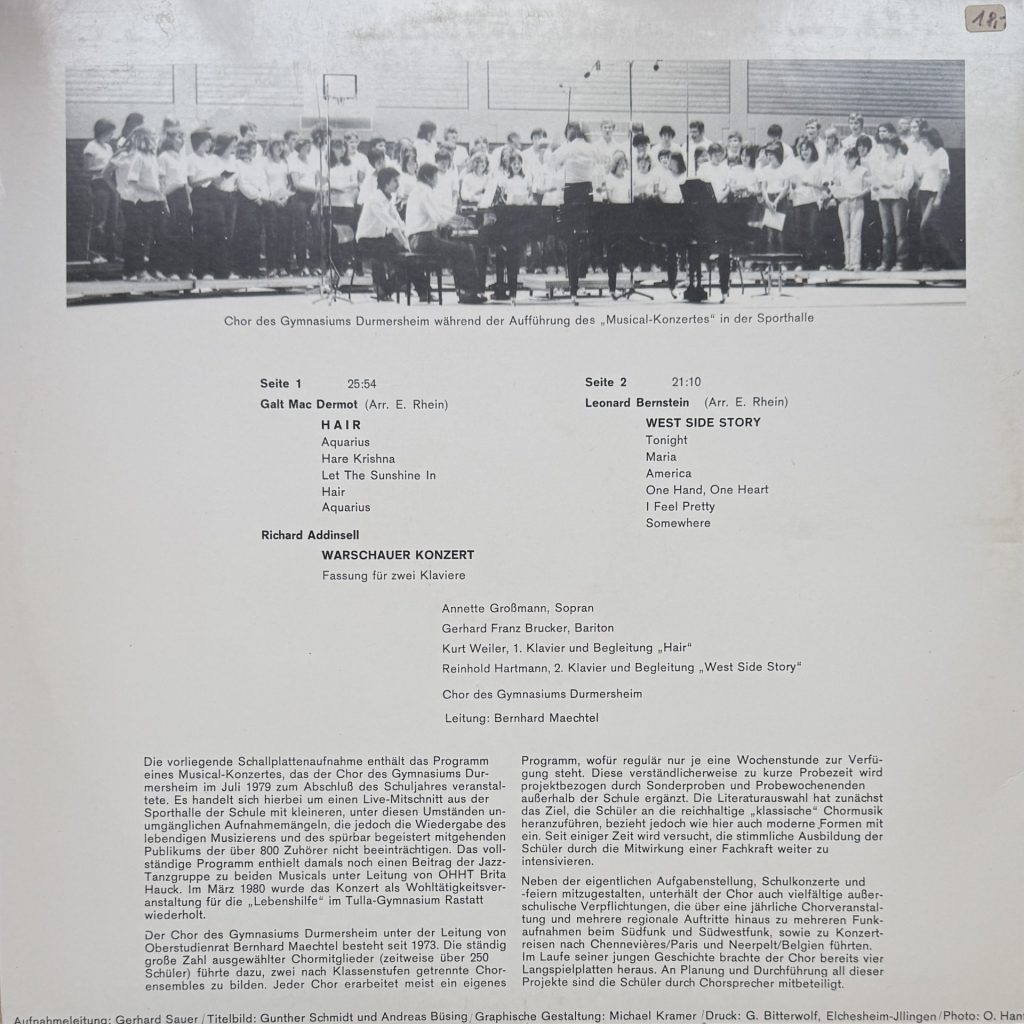 18,-
Chor des Gymnasiums Durmersheim während der Aufführung des „Musical-Konzertes“ in der Sporthalle
Seite 1 25:54
Galt Mac Dermot (Arr. E. Rhein)
HAIR
Aquarius
Hare Krishna
Let The Sunshine In
Hair
Aquarius
Richard Addinsell
WARSCHAUER KONZERT
Fassung für zwei Klaviere
Seite 2 21:10
Leonard Bernstein (Arr. E. Rhein)
WEST SIDE STORY
Tonight
Maria
America
One Hand, One Heart
I Feel Pretty
Somewhere
Annette Großmann, Sopran
Gerhard Franz Brucker, Bariton
Kurt Weiler, 1. Klavier und Begleitung „Hair“
Reinhold Hartmann, 2. Klavier und Begleitung „West Side Story“
Chor des Gymnasiums Durmersheim
Leitung: Bernhard Maechtel
Die vorliegende Schallplattenaufnahme enthält das Programm
eines Musical-Konzertes, das der Chor des Gymnasiums Dur-
mersheim im Juli 1979 zum Abschluß des Schuljahres veranstal-
tete. Es handelt sich hierbei um einen Live-Mitschnitt aus der
Sporthalle der Schule mit kleineren, unter diesen Umständen un-
umgänglichen Aufnahmemängeln, die jedoch die Wiedergabe des
lebendigen Musizierens und des spürbar begeistert mitgehenden
Publikums der über 800 Zuhörer nicht beeinträchtigen. Das voll-
ständige Programm enthielt damals noch einen Beitrag der Jazz-
Tanzgruppe zu beiden Musicals unter Leitung von OHHT Brita
Hauck. Im März 1980 wurde das Konzert als Wohltätigkeitsver-
anstaltung für die „Lebenshilfe“ im Tulla-Gymnasium Rastatt
wiederholt.
Der Chor des Gymnasiums Durmersheim unter der Leitung von
Oberstudienrat Bernhard Maechtel besteht seit 1973. Die ständig
große Zahl ausgewählter Chormitglieder (zeitweise über 250
Schüler) führte dazu, zwei nach Klassenstufen getrennte Chor-
ensembles zu bilden. Jeder Chor erarbeitet meist ein eigenes
Programm, wofür regulär nur je eine Wochenstunde zur Verfü-
gung steht. Diese verständlicherweise zu kurze Probezeit wird
projektbezogen durch Sonderproben und Probewochenenden
außerhalb der Schule ergänzt. Die Literaturauswahl hat zunächst
das Ziel, die Schüler an die reichhaltige „klassische“ Chormusik
heranzuführen, bezieht jedoch wie hier auch moderne Formen mit
ein. Seit einiger Zeit wird versucht, die stimmliche Ausbildung der
Schüler durch die Mitwirkung einer Fachkraft weiter zu
intensivieren.
Neben der eigentlichen Aufgabenstellung, Schulkonzerte und
-feiern mitzugestalten, unterhält der Chor auch vielfältige außer-
schulische Verpflichtungen, die über eine jährliche Chorveranstal-
tung und mehrere regionale Auftritte hinaus zu mehreren Funk-
aufnahmen beim Südfunk und Südwestfunk, sowie zu Konzert-
reisen nach Chennevières/Paris und Neerpelt/Belgien führten.
Im Laufe seiner jungen Geschichte brachte der Chor bereits vier
Langspielplatten heraus. An Planung und Durchführung all dieser
Projekte sind die Schüler durch Chorsprecher mitbeteiligt.
Aufnahmeleitung: Gerhard Sauer / Titelbild: Gunther Schmidt und Andreas Büsing / Graphische Gestaltung: Michael Kramer / Druck: G. Bitterwolf, Elchesheim-Jllingen / Photo: O. Han